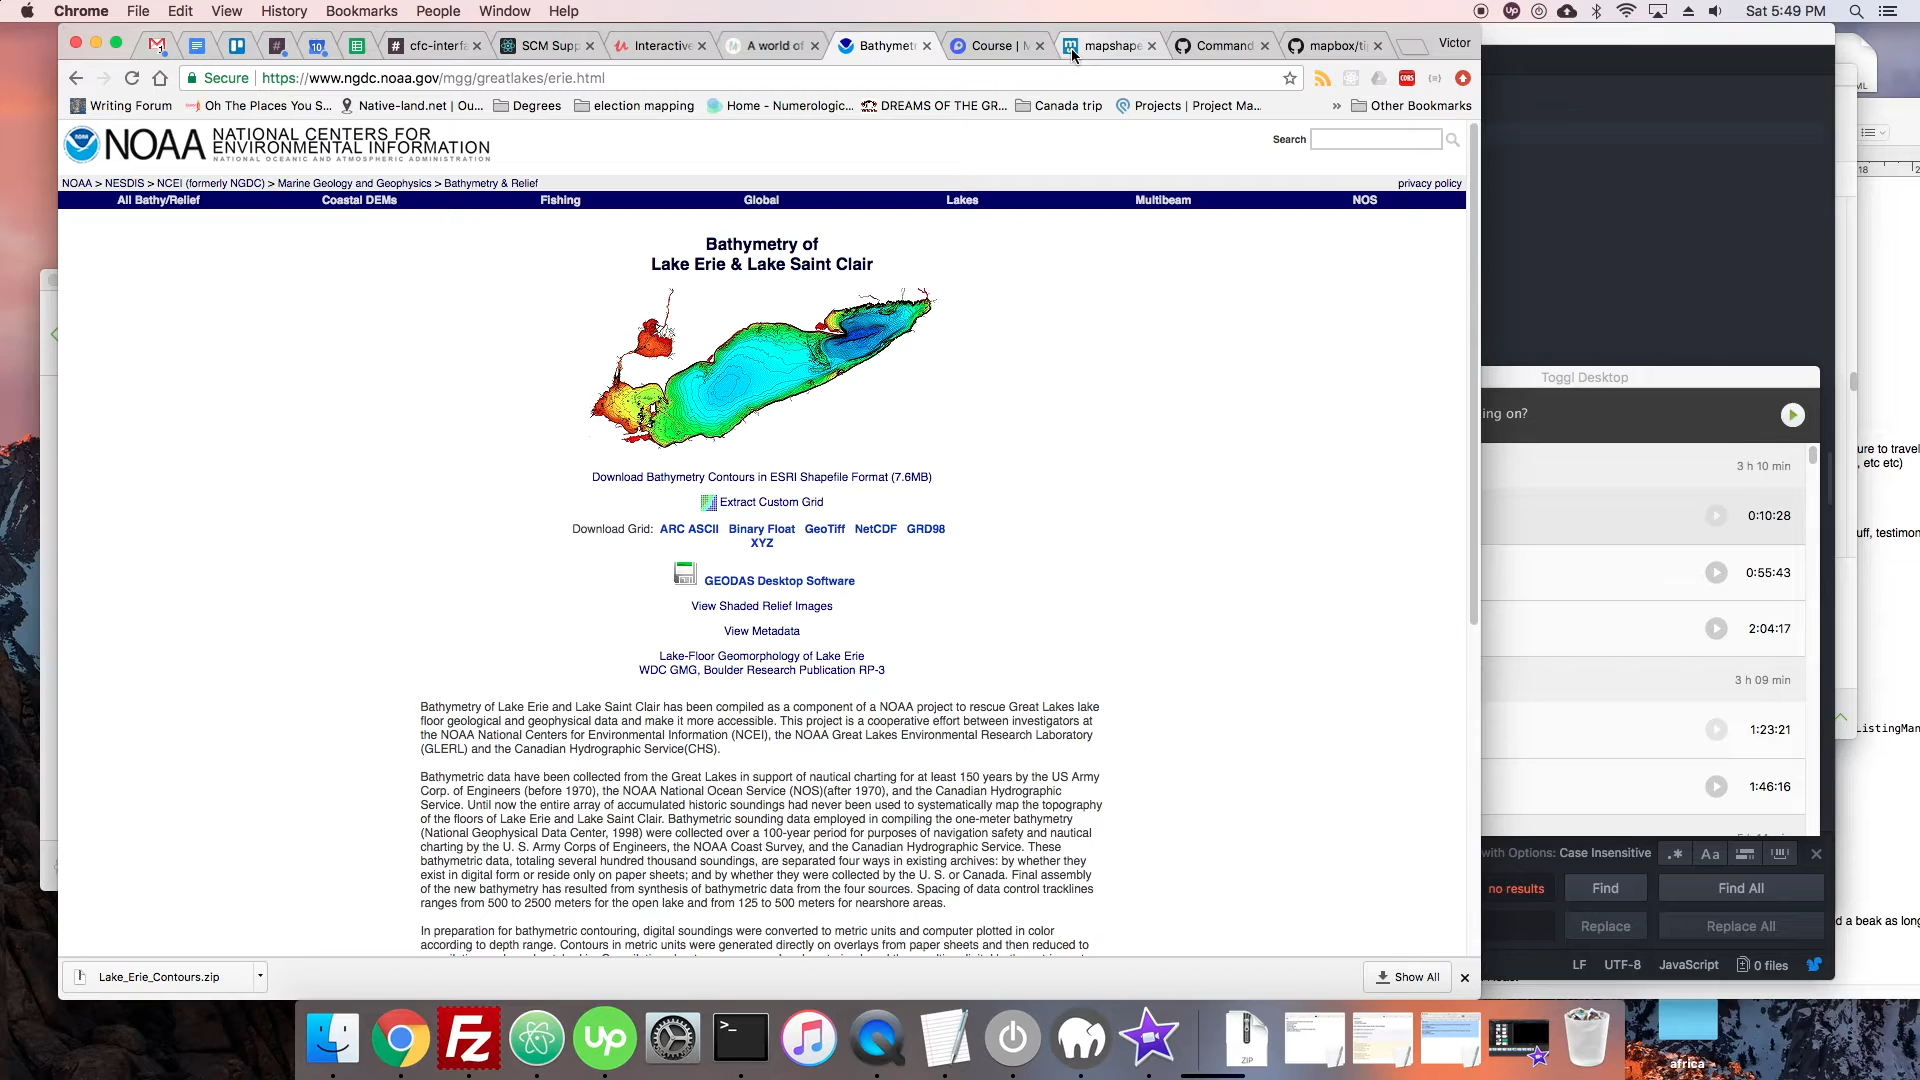 Chrome File Edit View History Bookmarks People Window Help
Sat 5:49 PM
cfc-interfa
SCM Supp
Interactive
A world of
Bathymetr
Course | M
mapshape
Command
mapbox/ti
Victor
Secure https://www.ngdc.noaa.gov/mgg/greatlakes/erie.html
Writing Forum Oh The Places You S... Native-land.net | Ou... Degrees election mapping Home - Numerologic... DREAMS OF THE GR... Canada trip Projects | Project Ma... » Other Bookmarks
NOAA NATIONAL CENTERS FOR
ENVIRONMENTAL INFORMATION
NATIONAL OCEANIC AND ATMOSPHERIC ADMINISTRATION
Search
NOAA > NESDIS > NCEI (formerly NGDC) > Marine Geology and Geophysics > Bathymetry & Relief
privacy policy
All Bathy/Relief Coastal DEMs Fishing Global Lakes Multibeam NOS
Bathymetry of
Lake Erie & Lake Saint Clair
Download Bathymetry Contours in ESRI Shapefile Format (7.6MB)
Extract Custom Grid
Download Grid: ARC ASCII Binary Float GeoTiff NetCDF GRD98
XYZ
GEODAS Desktop Software
View Shaded Relief Images
View Metadata
Lake-Floor Geomorphology of Lake Erie
WDC GMG, Boulder Research Publication RP-3
Bathymetry of Lake Erie and Lake Saint Clair has been compiled as a component of a NOAA project to rescue Great Lakes lake
floor geological and geophysical data and make it more accessible. This project is a cooperative effort between investigators at
the NOAA National Centers for Environmental Information (NCEI), the NOAA Great Lakes Environmental Research Laboratory
(GLERL) and the Canadian Hydrographic Service(CHS).
Bathymetric data have been collected from the Great Lakes in support of nautical charting for at least 150 years by the US Army
Corp. of Engineers (before 1970), the NOAA National Ocean Service (NOS)(after 1970), and the Canadian Hydrographic
Service. Until now the entire array of accumulated historic soundings had never been used to systematically map the topography
of the floors of Lake Erie and Lake Saint Clair. Bathymetric sounding data employed in compiling the one-meter bathymetry
(National Geophysical Data Center, 1998) were collected over a 100-year period for purposes of navigation safety and nautical
charting by the U. S. Army Corps of Engineers, the NOAA Coast Survey, and the Canadian Hydrographic Service. These
bathymetric data, totaling several hundred thousand soundings, are separated four ways in existing archives: by whether they
exist in digital form or reside only on paper sheets; and by whether they were collected by the U. S. or Canada. Final assembly
of the new bathymetry has resulted from synthesis of bathymetric data from the four sources. Spacing of data control tracklines
ranges from 500 to 2500 meters for the open lake and from 125 to 500 meters for nearshore areas.
In preparation for bathymetric contouring, digital soundings were converted to metric units and computer plotted in color
according to depth range. Contours in metric units were generated directly on overlays from paper sheets and then reduced to
Lake_Erie_Contours.zip
Show All
Toggl Desktop
ing on?
3 h 10 min
0:10:28
0:55:43
2:04:17
3 h 09 min
1:23:21
1:46:16
with Options: Case Insensitive
.* Aa
no results Find Find All
Replace Replace All
LF UTF-8 JavaScript 0 files
ML
18
ure to travel
, etc etc)
uff, testimon
ListingMan
d a beak as long
ZIP
africa